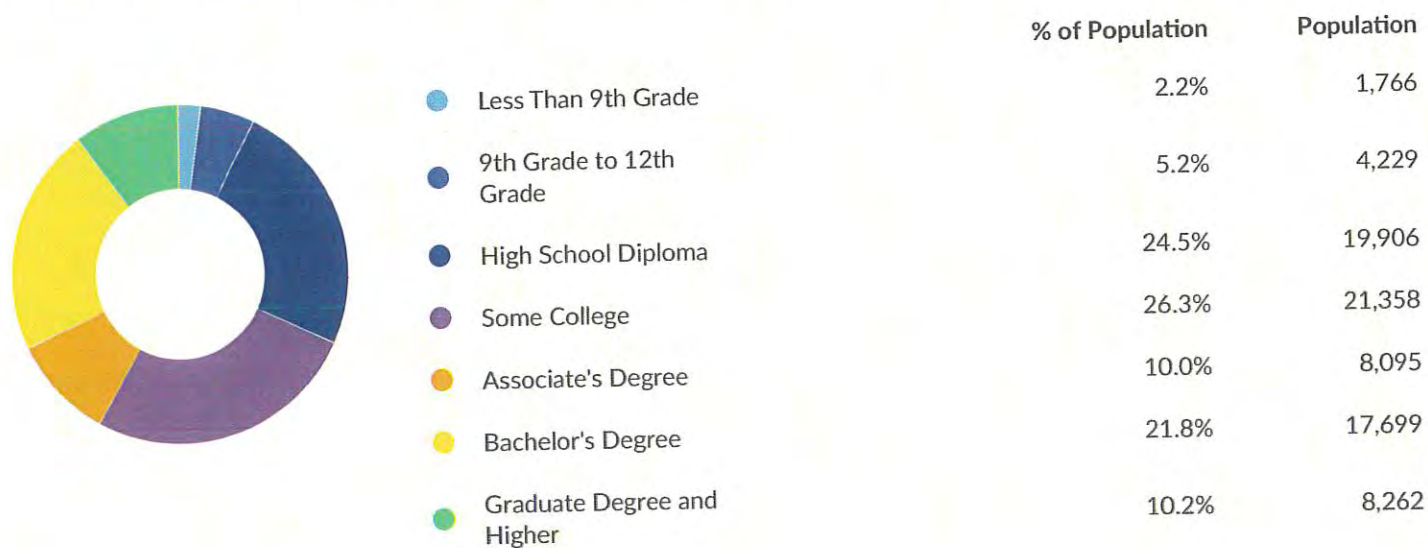 % of Population Population
Less Than 9th Grade 2.2% 1,766
9th Grade to 12th
Grade 5.2% 4,229
High School Diploma 24.5% 19,906
Some College 26.3% 21,358
Associate's Degree 10.0% 8,095
Bachelor's Degree 21.8% 17,699
Graduate Degree and
Higher 10.2% 8,262